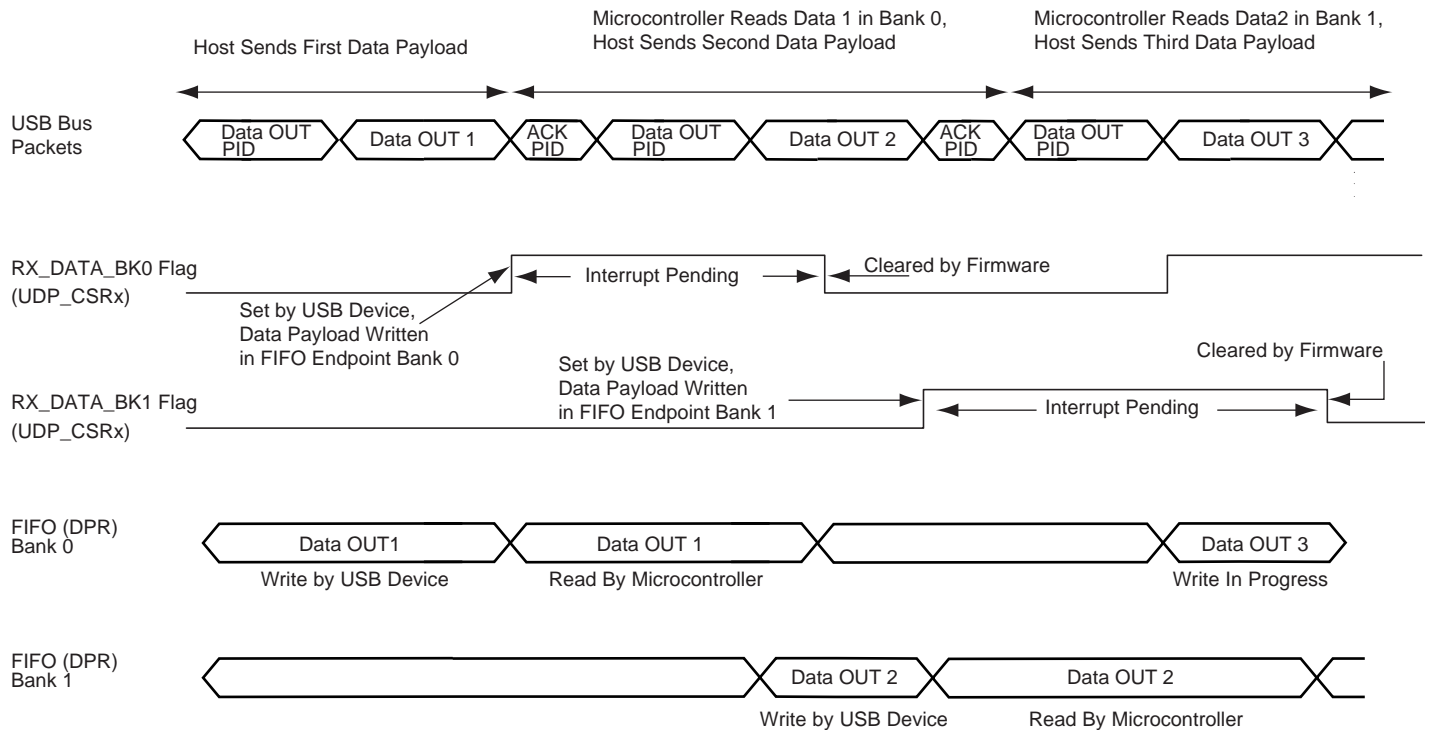 Host Sends First Data Payload
Microcontroller Reads Data 1 in Bank 0,
Host Sends Second Data Payload
Microcontroller Reads Data2 in Bank 1,
Host Sends Third Data Payload
USB Bus
Packets
Data OUT
PID
Data OUT 1
ACK
PID
Data OUT
PID
Data OUT 2
ACK
PID
Data OUT
PID
Data OUT 3
RX_DATA_BK0 Flag
(UDP_CSRx)
Interrupt Pending
Cleared by Firmware
Set by USB Device,
Data Payload Written
in FIFO Endpoint Bank 0
RX_DATA_BK1 Flag
(UDP_CSRx)
Set by USB Device,
Data Payload Written
in FIFO Endpoint Bank 1
Interrupt Pending
Cleared by Firmware
FIFO (DPR)
Bank 0
Data OUT1
Data OUT 1
Data OUT 3
Write by USB Device
Read By Microcontroller
Write In Progress
FIFO (DPR)
Bank 1
Data OUT 2
Data OUT 2
Write by USB Device
Read By Microcontroller